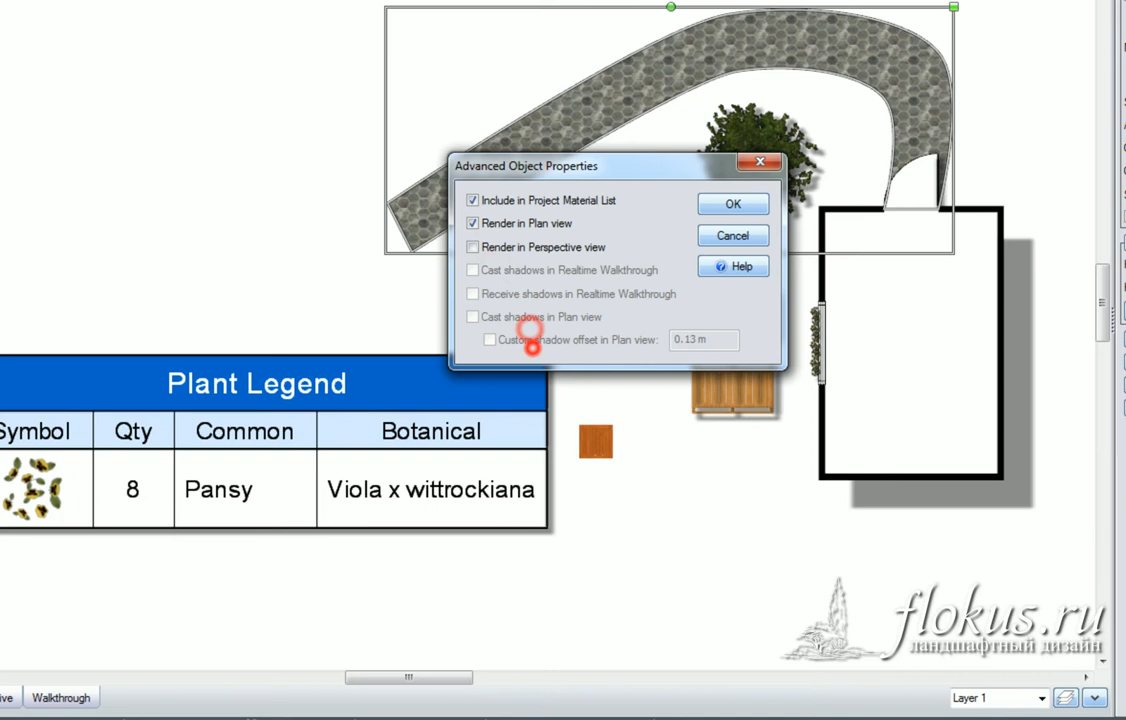 Advanced Object Properties
Include in Project Material List
OK
Render in Plan view
Cancel
Render in Perspective view
Help
Cast shadows in Realtime Walkthrough
Receive shadows in Realtime Walkthrough
Cast shadows in Plan view
Custom shadow offset in Plan view:
0.13 m
Plant Legend
Symbol
Qty
Common
Botanical
8
Pansy
Viola x wittrockiana
flokus.ru
ландшафтный дизайн
Walkthrough
Layer 1